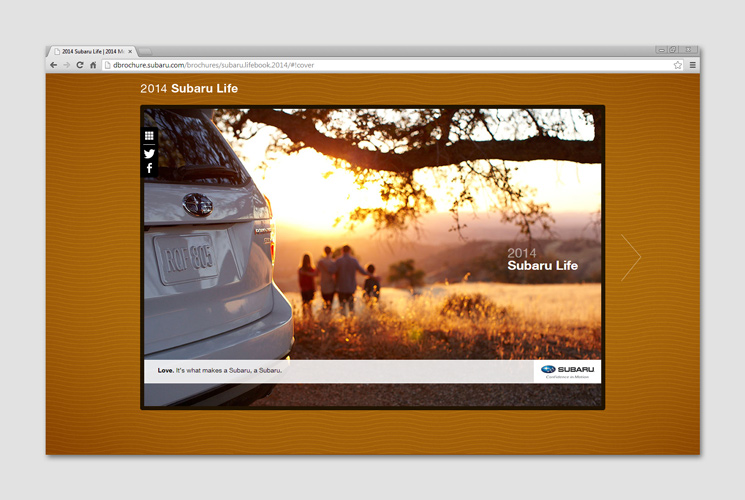 2014 Subaru Life | 2014 M
dbrochure.subaru.com/brochures/subaru.lifebook.2014/#!cover
2014 Subaru Life
2014
Subaru Life
Love. It's what makes a Subaru, a Subaru.
SUBARU
Confidence in Motion